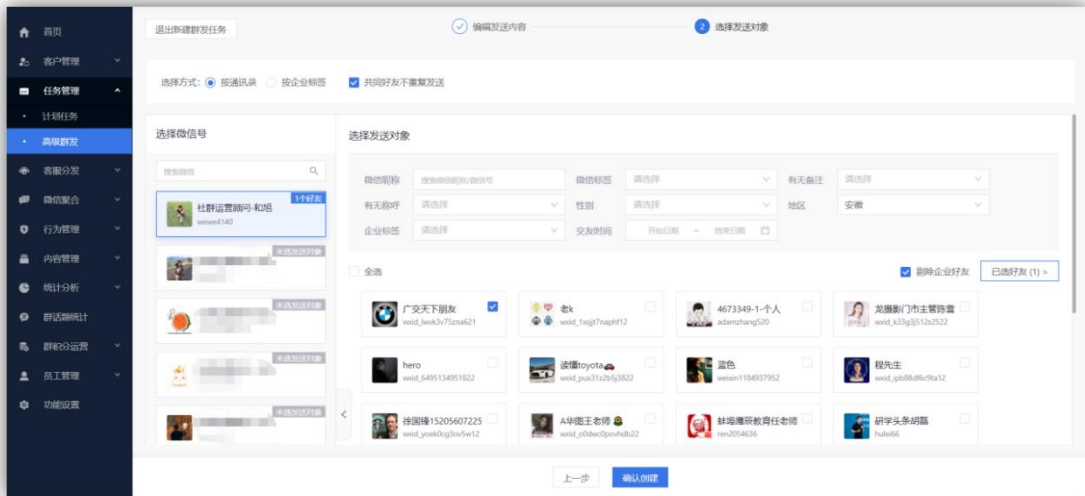 首页
客户管理
任务管理
计划任务
高级群发
客服分发
微信聚合
行为管理
内容管理
统计分析
群话题统计
群积分运营
员工管理
功能设置
退出新建群发任务
编辑发送内容
2 选择发送对象
选择方式: 按通讯录 按企业标签 共同好友不重复发送
选择微信号
搜索微信
1个好友
社群运营顾问-和旭
wewe4140
未选发送对象
未选发送对象
未选发送对象
未选发送对象
选择发送对象
微信昵称 搜索微信昵称/微信号 微信标签 请选择 有无备注 请选择
有无称呼 请选择 性别 请选择 地区 安徽
企业标签 请选择 交友时间 开始日期 ~ 结束日期
全选 剔除企业好友 已选好友 (1) >
广交天下朋友 老k 4673349-1-个人 龙摄影门市主管陈雪
wxid_lwvk3v75zna621 wxid_1xsjjt7naphf12 adamzhang520 wxid_k33g3j512s2522
hero 读懂toyota 蓝色 程先生
wxid_6495134951822 wxid_pux31z2b5j3822 weixin1184937952 wxid_ipb88df6c9ta12
徐国锋15205607225 A华图王老师 蚌埠鹰辰教育任老师 研学头条胡磊
wxid_yoek0cg3ov5w12 wxid_o0dwc0povhdb22 ren2054636 hulei66
上一步 确认创建